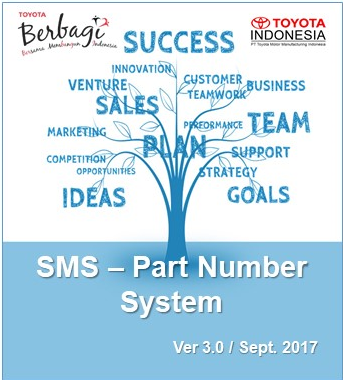 TOYOTA
Berbagi
Bersama Membangun Indonesia
TOYOTA
INDONESIA
PT Toyota Motor Manufacturing Indonesia
SUCCESS
INNOVATION
CUSTOMER
VENTURE
TEAMWORK
BUSINESS
SALES
PERFORMANCE
TEAM
MARKETING
PLAN
SUPPORT
COMPETITION
OPPORTUNITIES
STRATEGY
IDEAS
GOALS
SMS – Part Number
System
Ver 3.0 / Sept. 2017